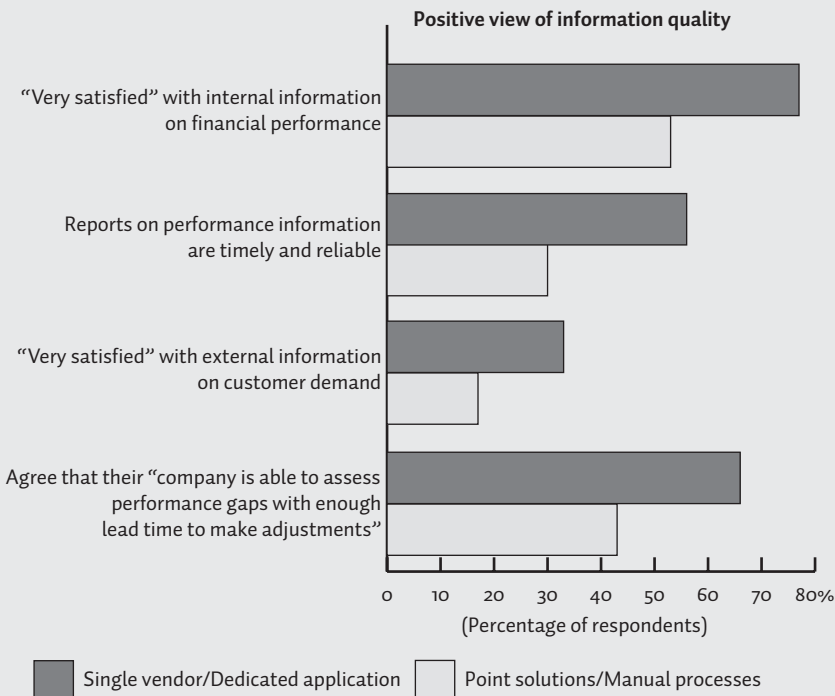 Positive view of information quality
“Very satisfied” with internal information
on financial performance
Reports on performance information
are timely and reliable
“Very satisfied” with external information
on customer demand
Agree that their “company is able to assess
performance gaps with enough
lead time to make adjustments”
0 10 20 30 40 50 60 70 80%
(Percentage of respondents)
Single vendor/Dedicated application Point solutions/Manual processes